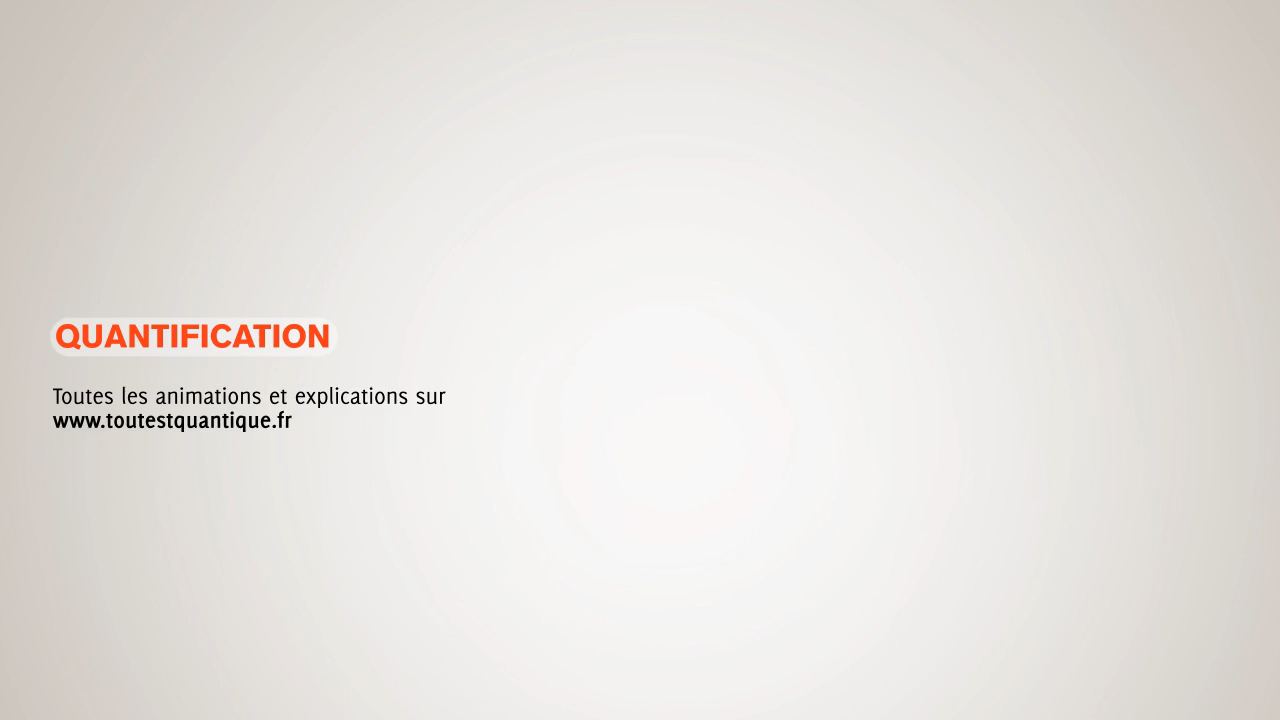 QUANTIFICATION
Toutes les animations et explications sur
www.toutestquantique.fr